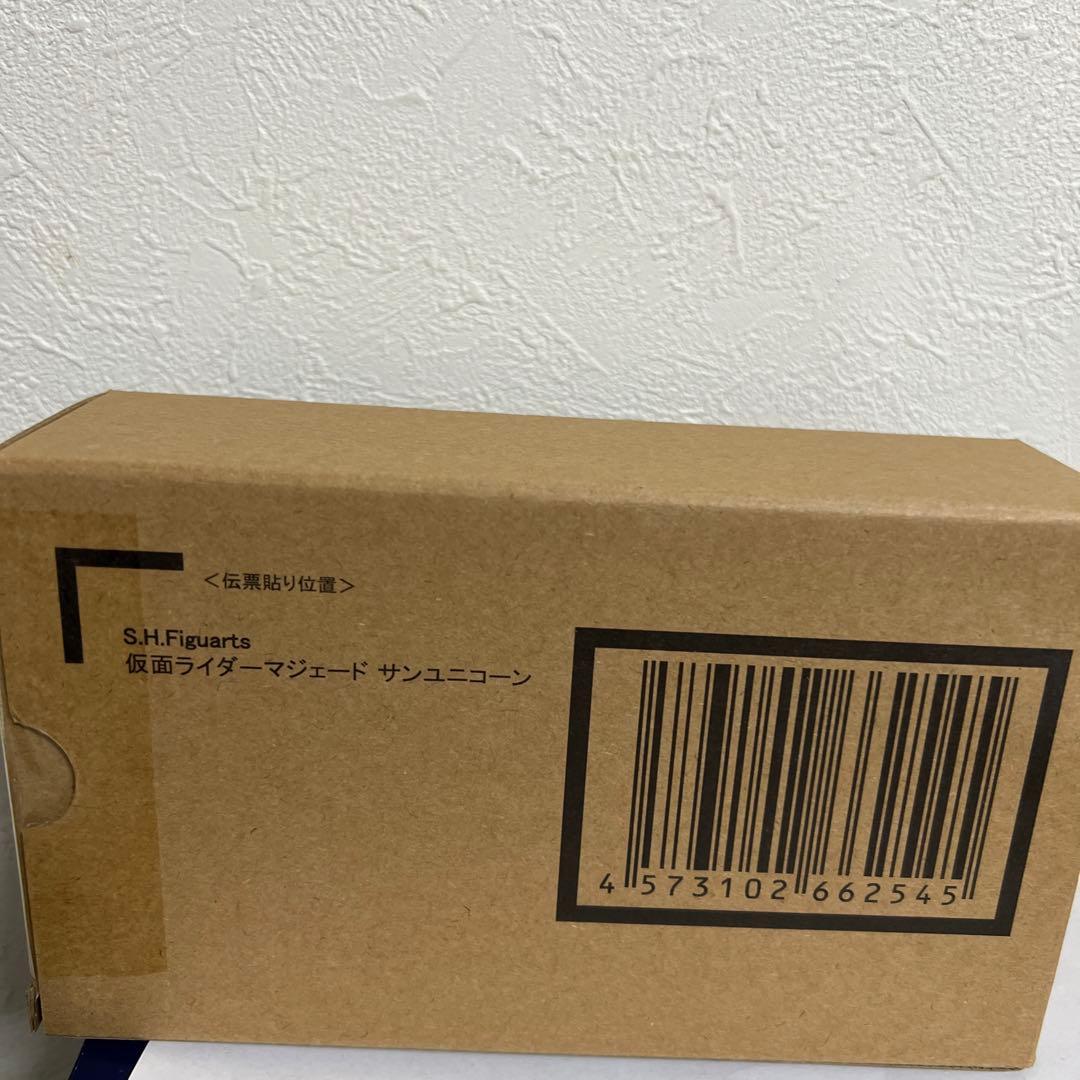 <伝票貼り位置>
S.H.Figuarts
仮面ライダーマジェード サンユニコーン
4 573102 662545